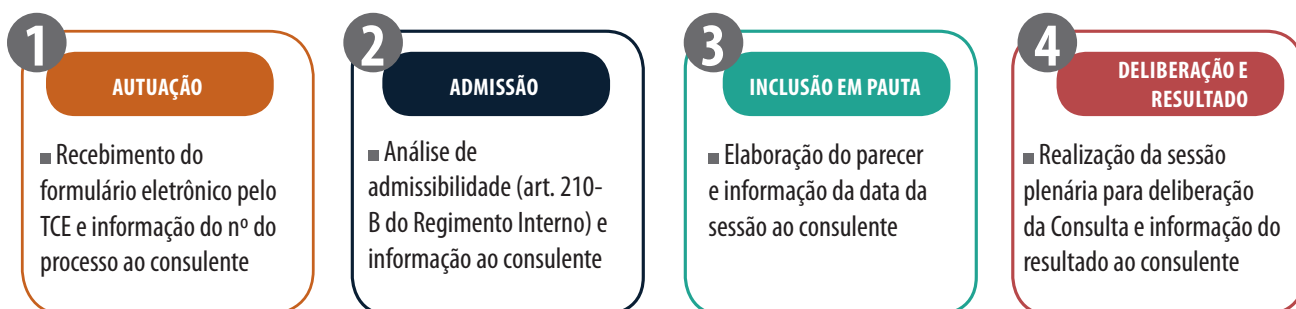 1
AUTUAÇÃO
■ Recebimento do
formulário eletrônico pelo
TCE e informação do nº do
processo ao consulente
2
ADMISSÃO
■ Análise de
admissibilidade (art. 210-
B do Regimento Interno) e
informação ao consulente
3
INCLUSÃO EM PAUTA
■ Elaboração do parecer
e informação da data da
sessão ao consulente
4
DELIBERAÇÃO E
RESULTADO
■ Realização da sessão
plenária para deliberação
da Consulta e informação do
resultado ao consulente